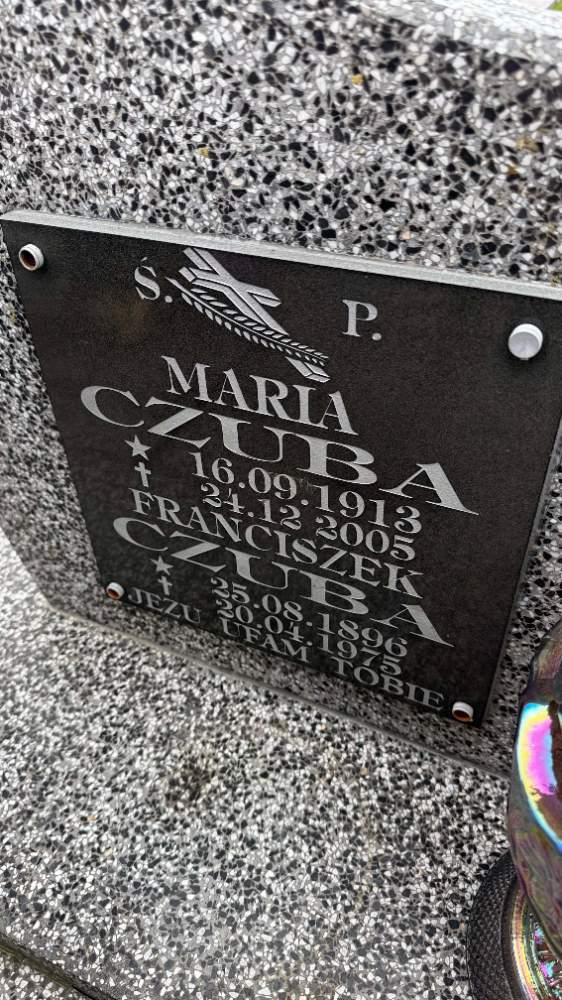 Ś. P.
MARIA
CZUBA
16.09.1913
24.12 2005
FRANCISZEK
CZUBA
25.08.1896
20.04.1975
JEZU UFAM TOBIE